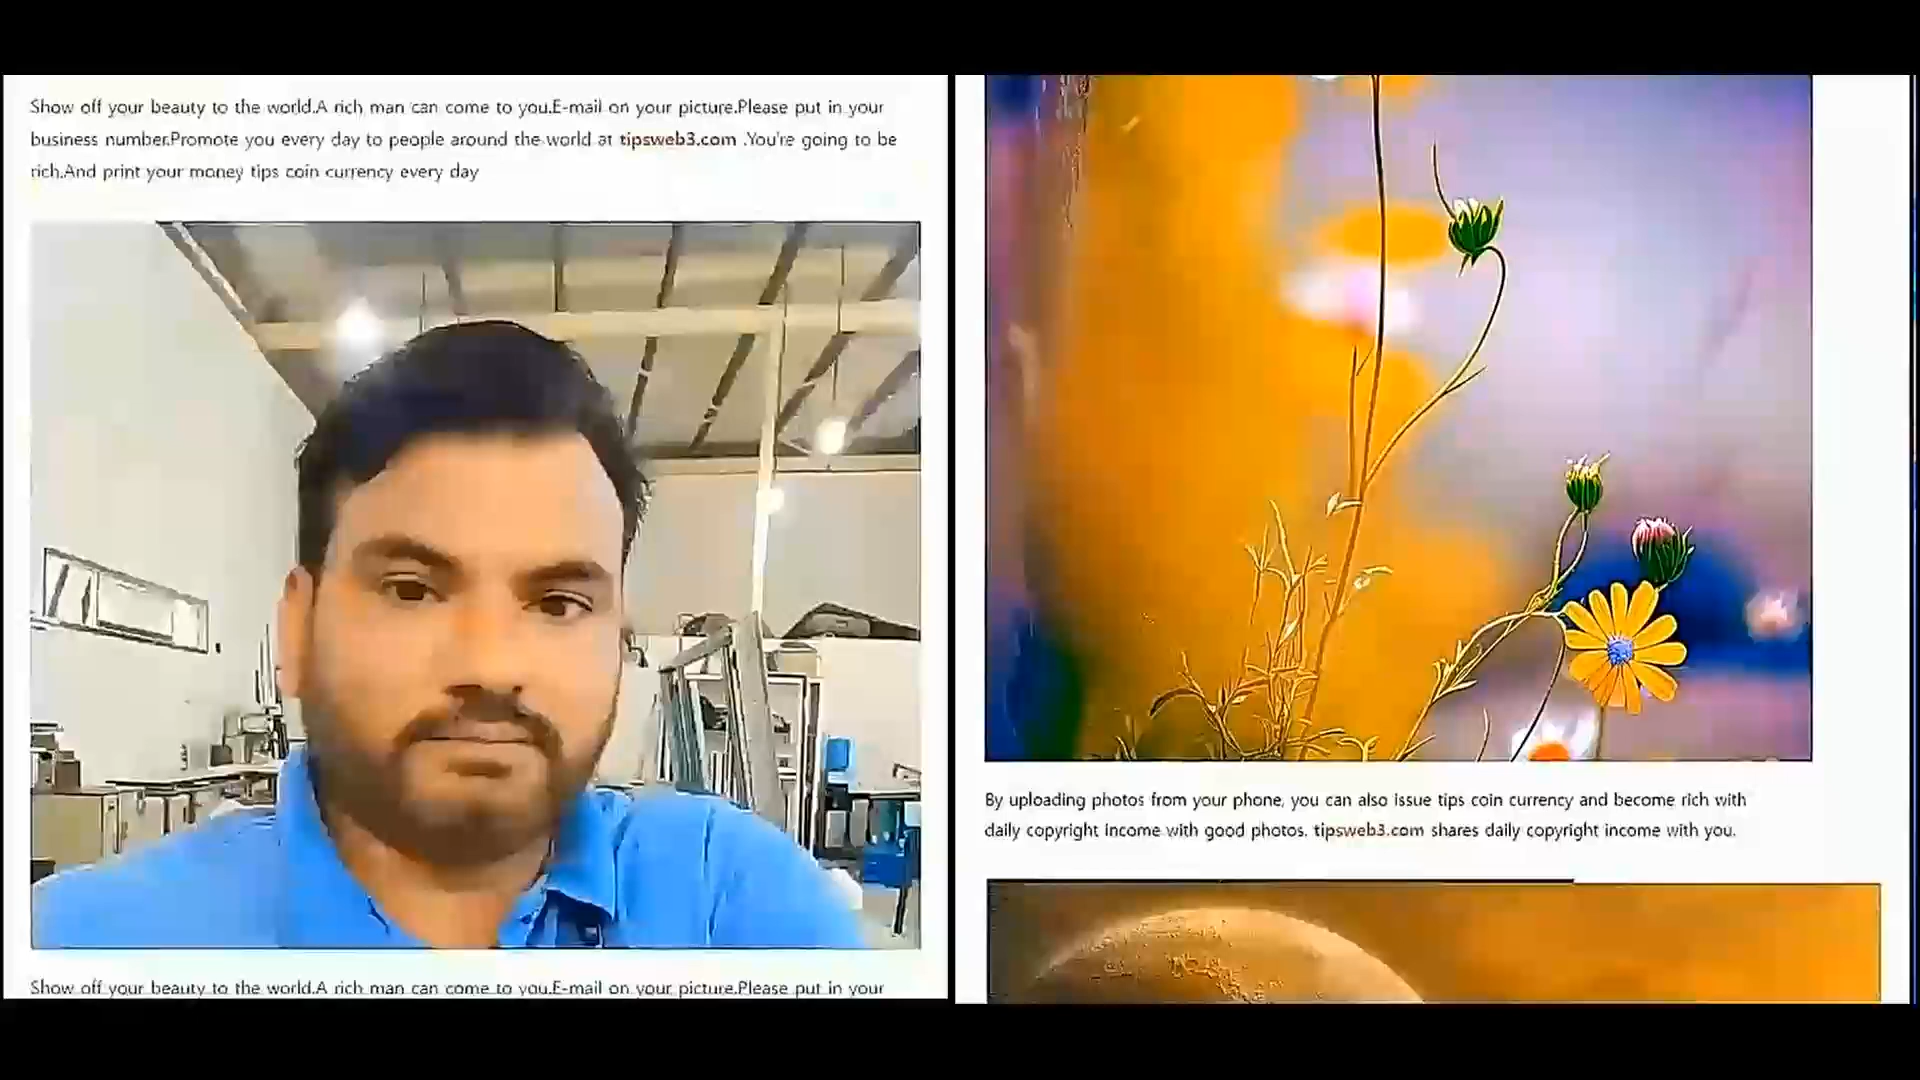 Show off your beauty to the world.A rich man can come to you.E-mail on your picture.Please put in your
business number.Promote you every day to people around the world at tipsweb3.com .You're going to be
rich.And print your money tips coin currency every day
Show off your beauty to the world.A rich man can come to you.E-mail on your picture.Please put in your
By uploading photos from your phone, you can also issue tips coin currency and become rich with
daily copyright income with good photos. tipsweb3.com shares daily copyright income with you.